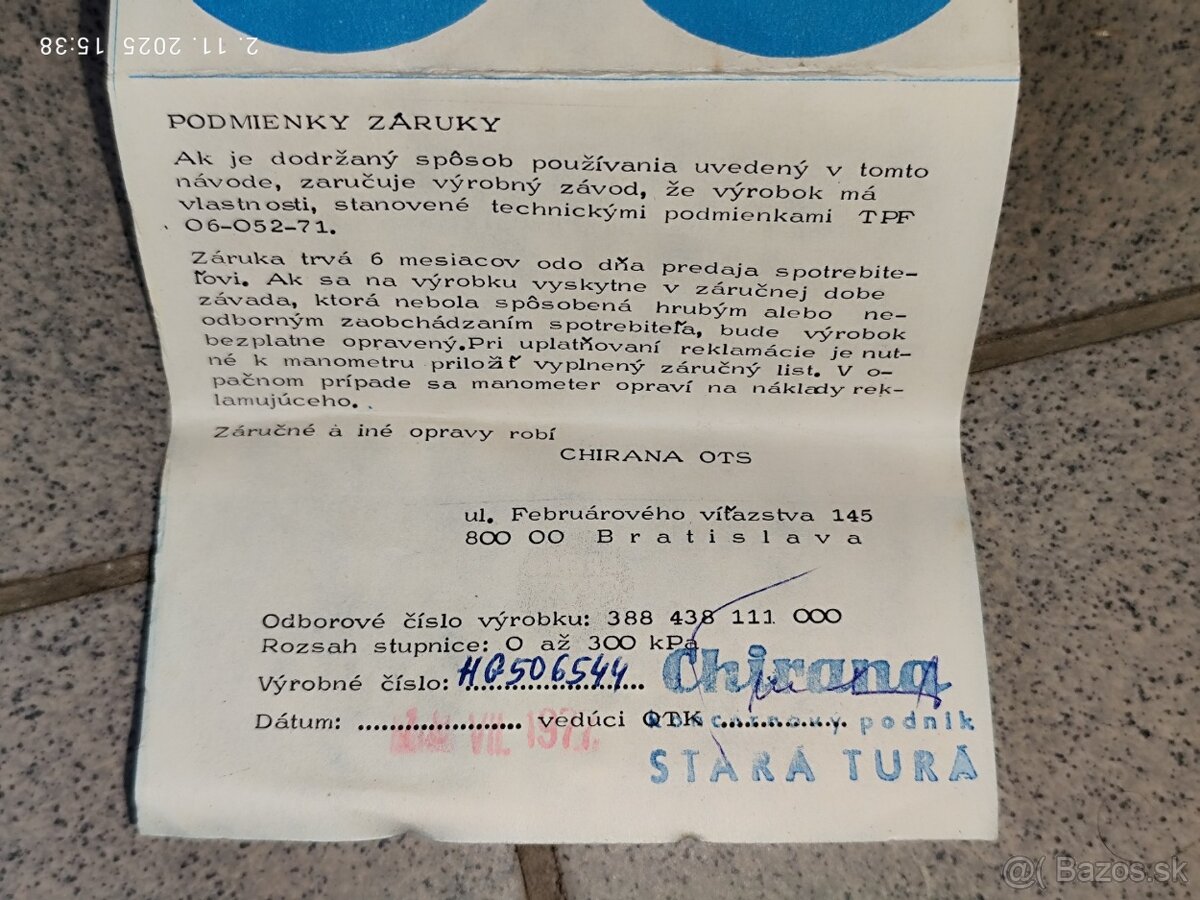 2. 11. 2025 15:38
PODMIENKY ZÁRUKY
Ak je dodržaný spôsob používania uvedený v tomto
návode, zaručuje výrobný závod, že výrobok má
vlastnosti, stanovené technickými podmienkami TPF
06-052-71.
Záruka trvá 6 mesiacov odo dňa predaja spotrebite-
ľovi. Ak sa na výrobku vyskytne v záručnej dobe
závada, ktorá nebola spôsobená hrubým alebo ne-
odborným zaobchádzaním spotrebiteľa, bude výrobok
bezplatne opravený.Pri uplatňovaní reklamácie je nut-
né k manometru priložiť vyplnený záručný list. V o-
pačnom prípade sa manometer opraví na náklady rek-
lamujúceho.
Záručné a iné opravy robí
CHIRANA OTS
ul. Februárového víťazstva 145
800 00 Bratislava
Odborové číslo výrobku: 388 438 111 000
Rozsah stupnice: 0 až 300 kPa
Výrobné číslo: HG506544
Chirana
Dátum: .................... vedúci OTK ................
VII. 197
koncernový podnik
STARÁ TURÁ
@( Bazos.sk